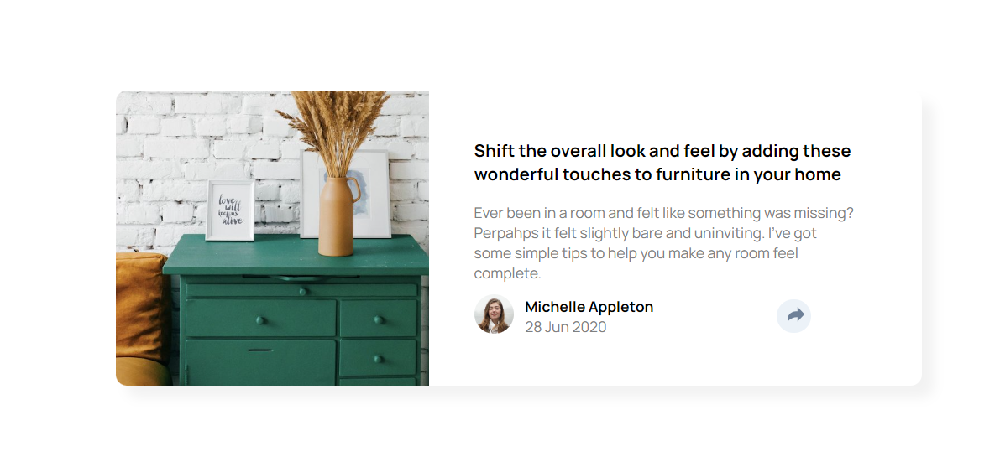 love
will
keep us
alive
Shift the overall look and feel by adding these
wonderful touches to furniture in your home
Ever been in a room and felt like something was missing?
Perpahps it felt slightly bare and uninviting. I've got
some simple tips to help you make any room feel
complete.
Michelle Appleton
28 Jun 2020